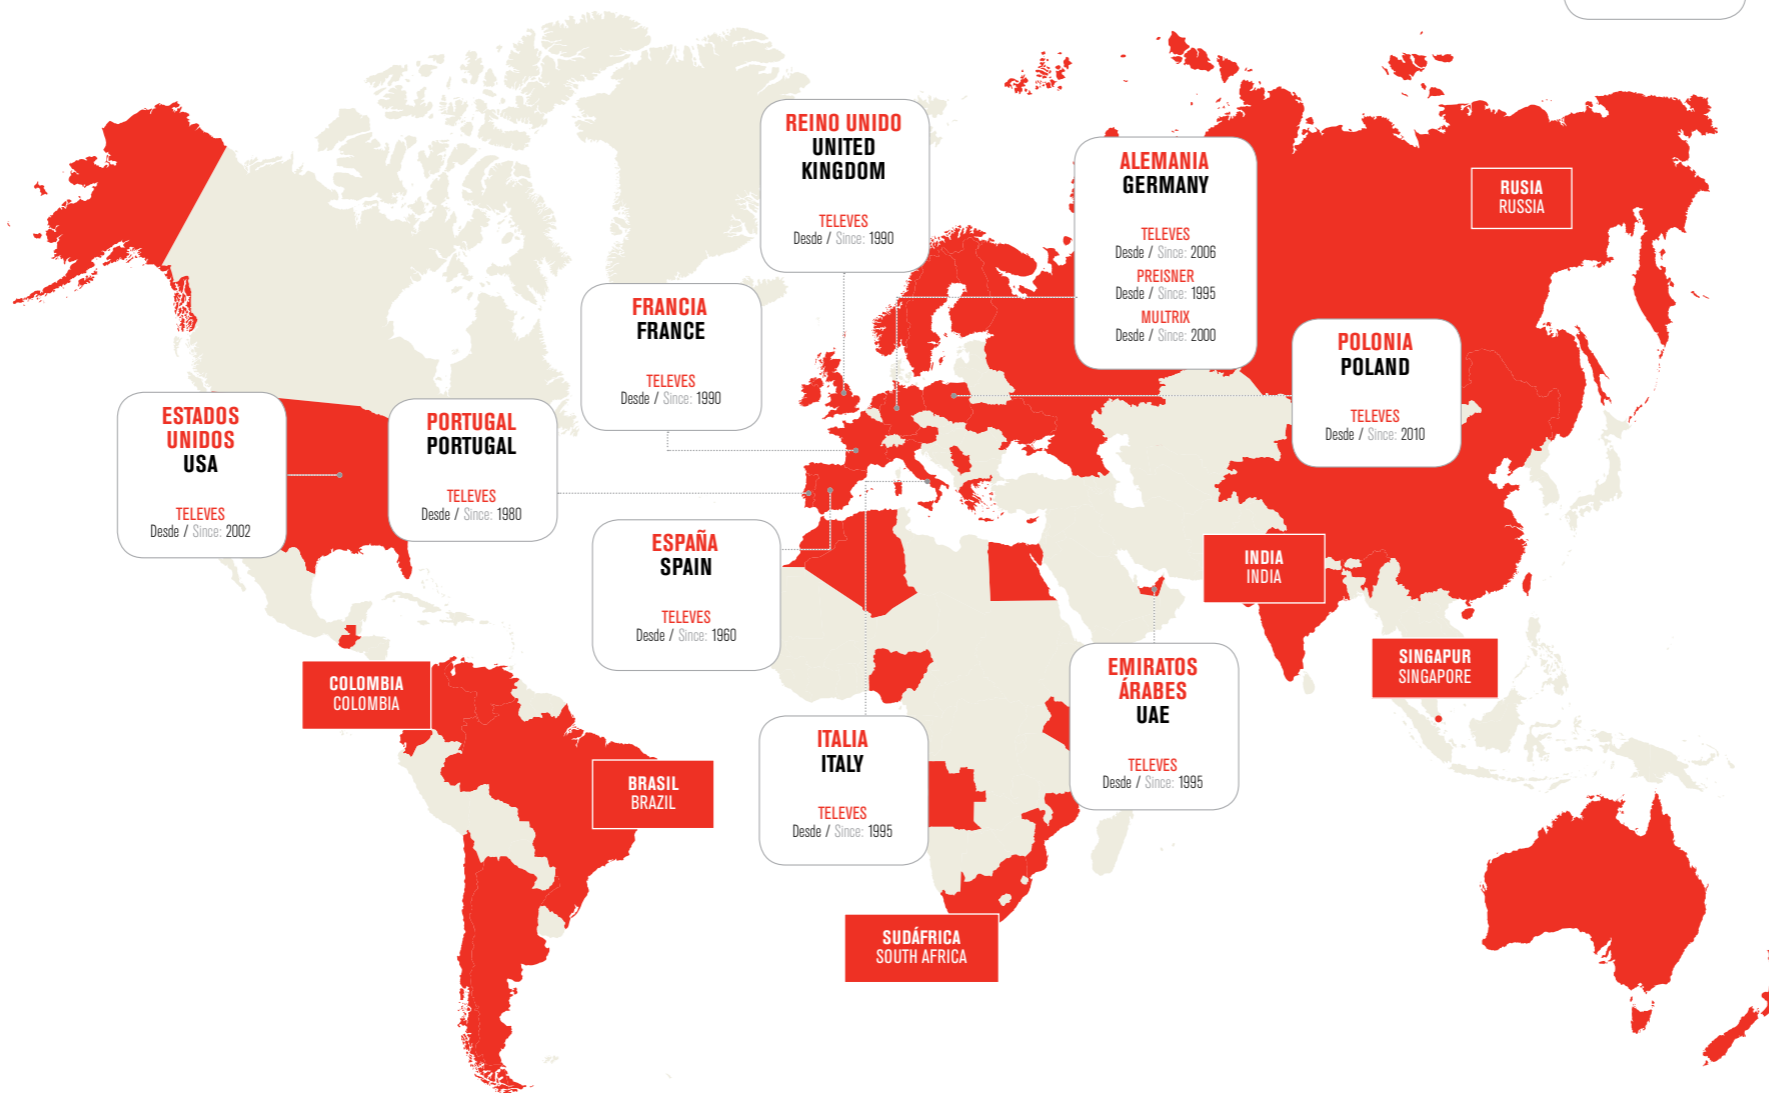 REINO UNIDO
UNITED
KINGDOM
TELEVES
Desde / Since: 1990
ALEMANIA
GERMANY
TELEVES
Desde / Since: 2006
PREISNER
Desde / Since: 1995
MULTRIX
Desde / Since: 2000
RUSIA
RUSSIA
FRANCIA
FRANCE
TELEVES
Desde / Since: 1990
POLONIA
POLAND
TELEVES
Desde / Since: 2010
ESTADOS
UNIDOS
USA
TELEVES
Desde / Since: 2002
PORTUGAL
PORTUGAL
TELEVES
Desde / Since: 1980
ESPAÑA
SPAIN
TELEVES
Desde / Since: 1960
INDIA
INDIA
SINGAPUR
SINGAPORE
COLOMBIA
COLOMBIA
EMIRATOS
ÁRABES
UAE
TELEVES
Desde / Since: 1995
ITALIA
ITALY
TELEVES
Desde / Since: 1995
BRASIL
BRAZIL
SUDÁFRICA
SOUTH AFRICA